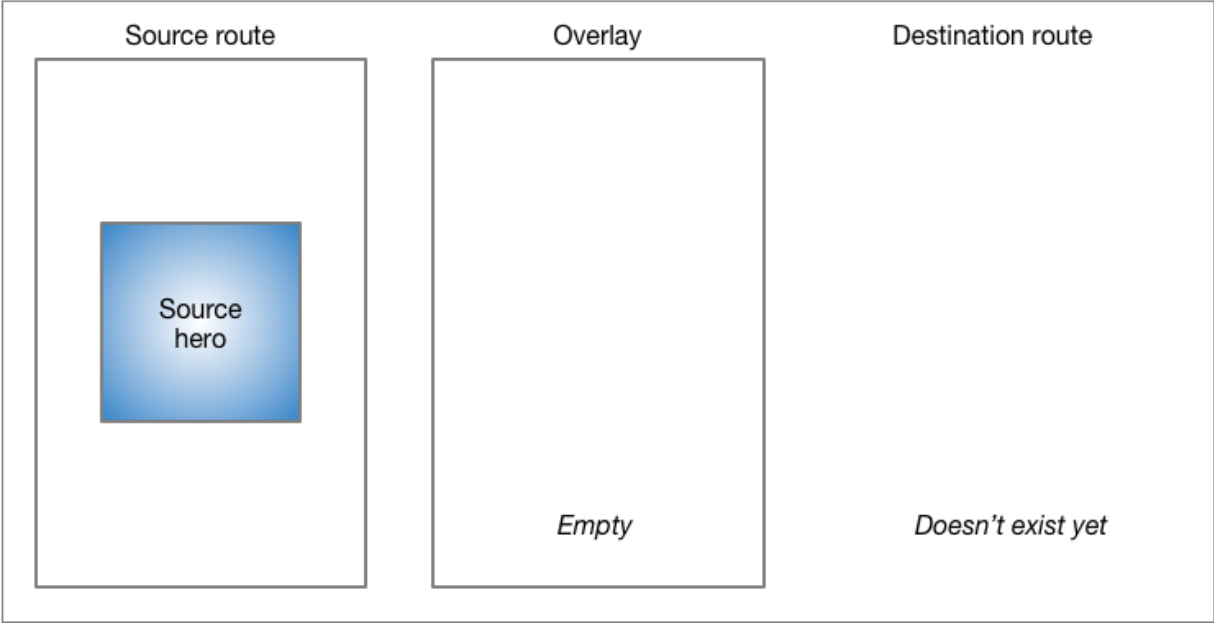 Source route
Overlay
Destination route
Source
hero
Empty
Doesn’t exist yet